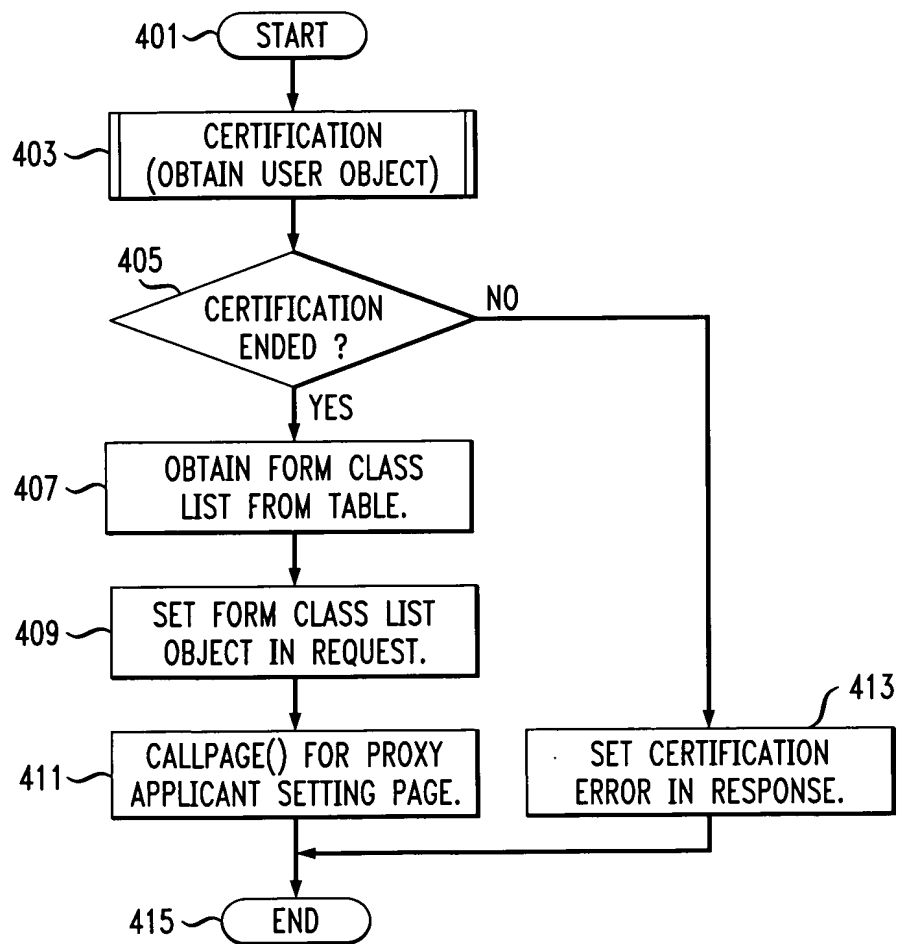 401
START
403
CERTIFICATION
(OBTAIN USER OBJECT)
405
CERTIFICATION
ENDED ?
NO
YES
407
OBTAIN FORM CLASS
LIST FROM TABLE.
409
SET FORM CLASS LIST
OBJECT IN REQUEST.
411
CALLPAGE() FOR PROXY
APPLICANT SETTING PAGE.
413
SET CERTIFICATION
ERROR IN RESPONSE.
415
END